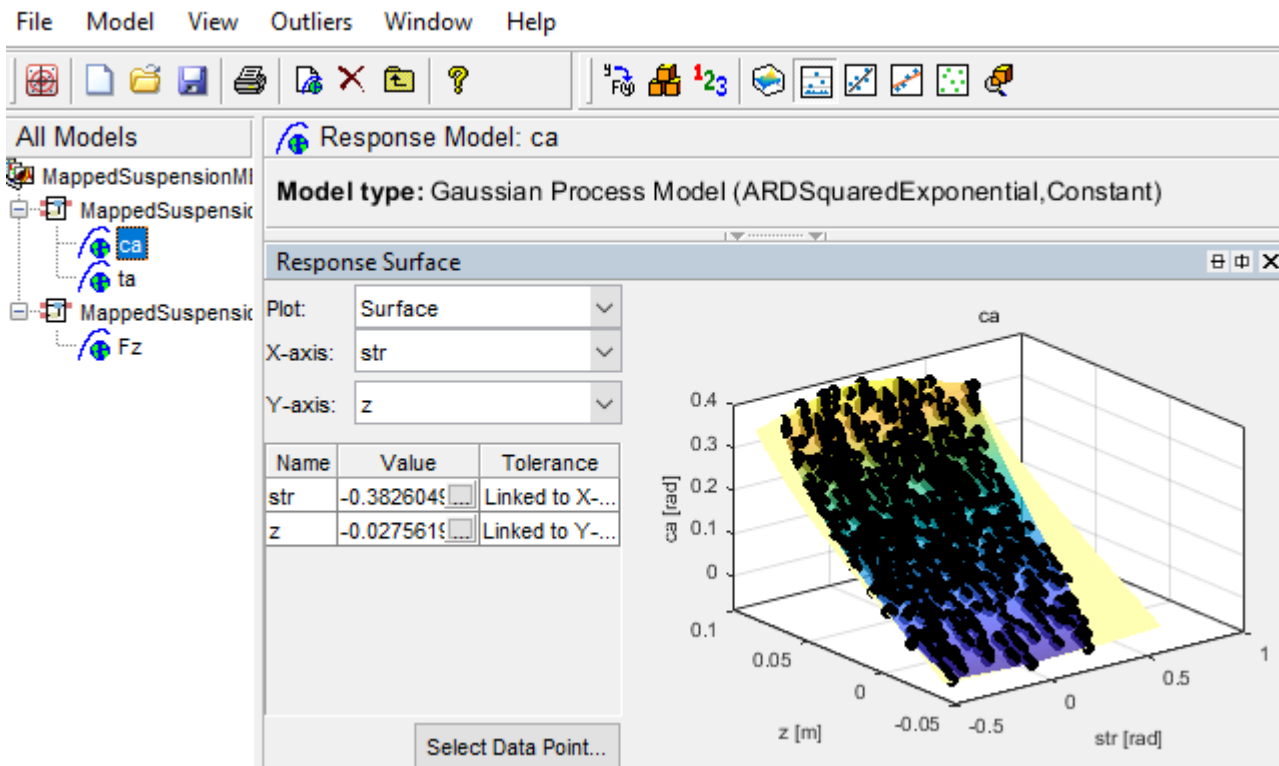 File Model View Outliers Window Help
All Models
MappedSuspensionM
MappedSuspensic
ca
ta
MappedSuspensic
Fz
Response Model: ca
Model type: Gaussian Process Model (ARDSquaredExponential,Constant)
Response Surface
Plot: Surface
X-axis: str
Y-axis: z
Name Value Tolerance
str -0.3826049 ... Linked to X-...
z -0.0275619 ... Linked to Y-...
Select Data Point...
ca
0.4
0.3
0.2
0.1
0
ca [rad]
0.1
0.05
0
-0.05
z [m]
-0.5
0
0.5
1
str [rad]